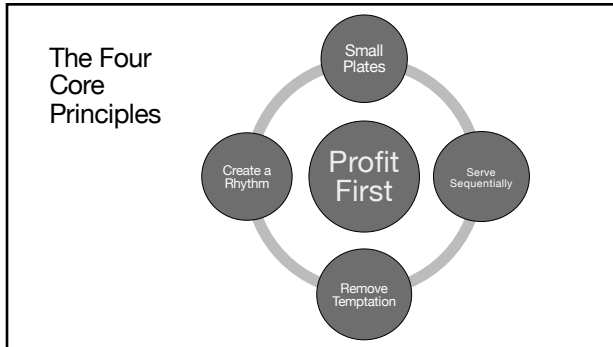 The Four
Core
Principles
Small
Plates
Create a
Rhythm
Profit
First
Serve
Sequentially
Remove
Temptation